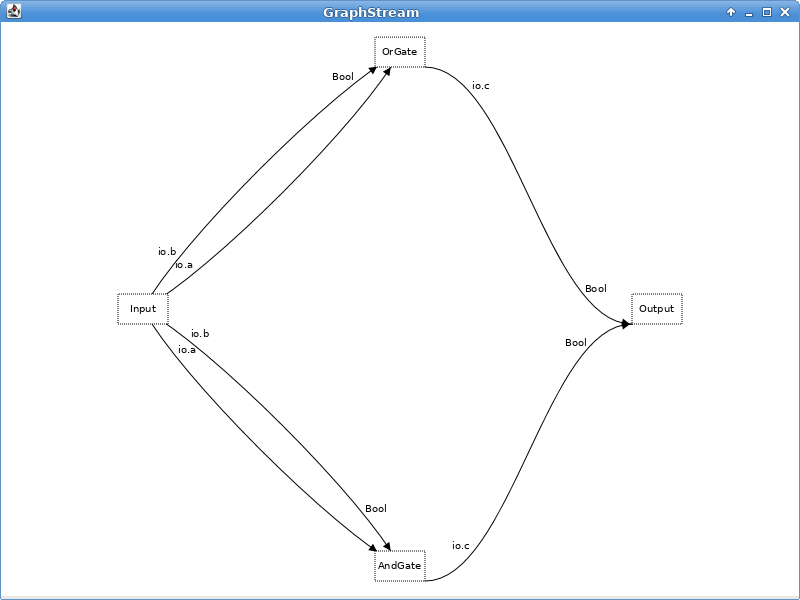 GraphStream
OrGate
Bool
io.c
io.b
io.a
Bool
Input
Output
io.b
Bool
io.a
Bool
io.c
AndGate